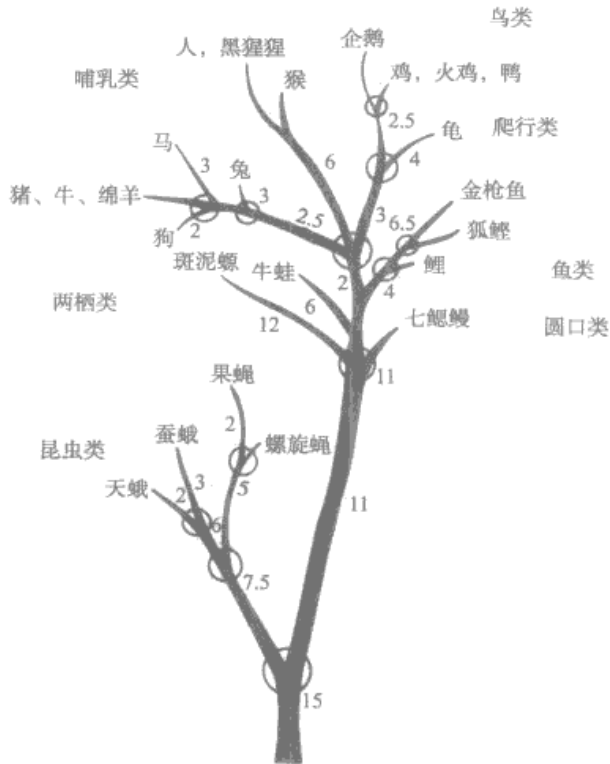 鸟类
企鹅
人，黑猩猩
鸡，火鸡，鸭
哺乳类
猴
2.5
龟
爬行类
马
6
4
3
兔
金枪鱼
猪、牛、绵羊
3
2.5
3
6.5
2
狐鲣
狗
鲤
斑泥螈
牛蛙
2
4
鱼类
两栖类
6
七鳃鳗
圆口类
12
11
果蝇
2
蚕蛾
螺旋蝇
昆虫类
3
天蛾
2
5
11
6
7.5
15